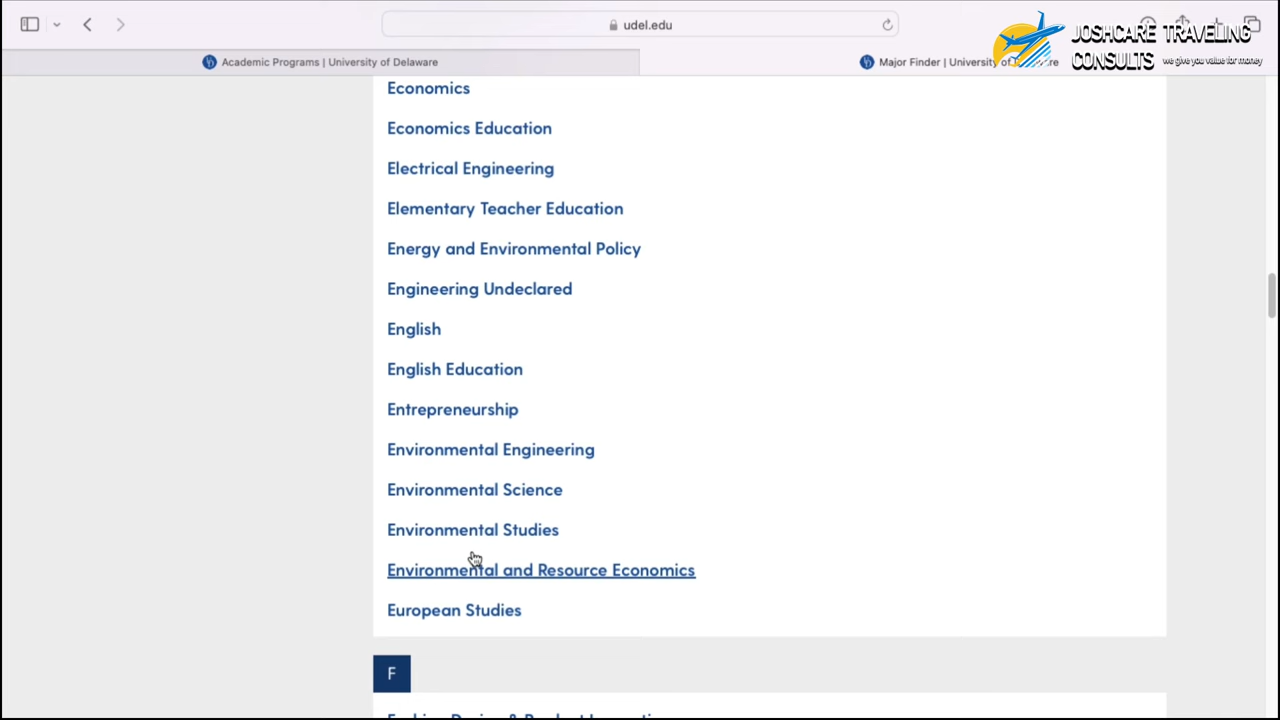 udel.edu
JOSHCARE TRAVELING
CONSULTS we give you value for money
Academic Programs | University of Delaware
Major Finder | University of
Economics
Economics Education
Electrical Engineering
Elementary Teacher Education
Energy and Environmental Policy
Engineering Undeclared
English
English Education
Entrepreneurship
Environmental Engineering
Environmental Science
Environmental Studies
Environmental and Resource Economics
European Studies
F